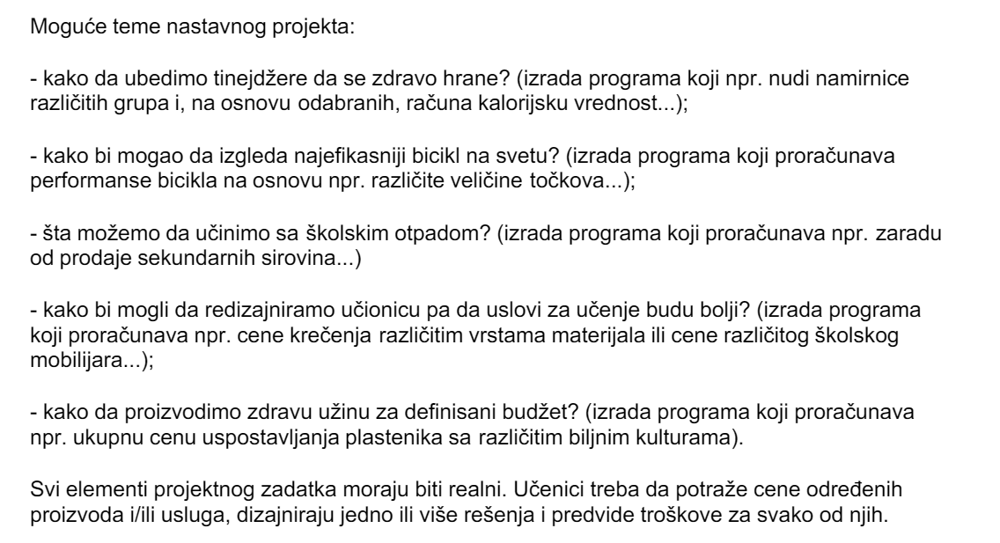 Moguće teme nastavnog projekta:
- kako da ubedimo tinejdžere da se zdravo hrane? (izrada programa koji npr. nudi namirnice
različitih grupa i, na osnovu odabranih, računa kalorijsku vrednost...);
- kako bi mogao da izgleda najefikasniji bicikl na svetu? (izrada programa koji proračunava
performanse bicikla na osnovu npr. različite veličine točkova...);
- šta možemo da učinimo sa školskim otpadom? (izrada programa koji proračunava npr. zaradu
od prodaje sekundarnih sirovina...)
- kako bi mogli da redizajniramo učionicu pa da uslovi za učenje budu bolji? (izrada programa
koji proračunava npr. cene krečenja različitim vrstama materijala ili cene različitog školskog
mobilijara...);
- kako da proizvodimo zdravu užinu za definisani budžet? (izrada programa koji proračunava
npr. ukupnu cenu uspostavljanja plastenika sa različitim biljnim kulturama).
Svi elementi projektnog zadatka moraju biti realni. Učenici treba da potraže cene određenih
proizvoda i/ili usluga, dizajniraju jedno ili više rešenja i predvide troškove za svako od njih.